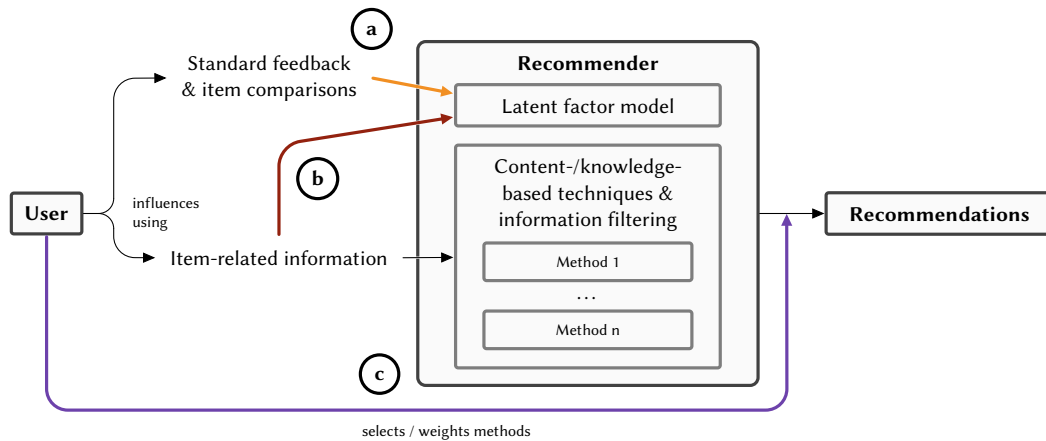 a
Standard feedback
& item comparisons
Recommender
Latent factor model
b
Content-/knowledge-
based techniques &
information filtering
User
influences
using
Recommendations
Item-related information
Method 1
...
Method n
c
selects / weights methods